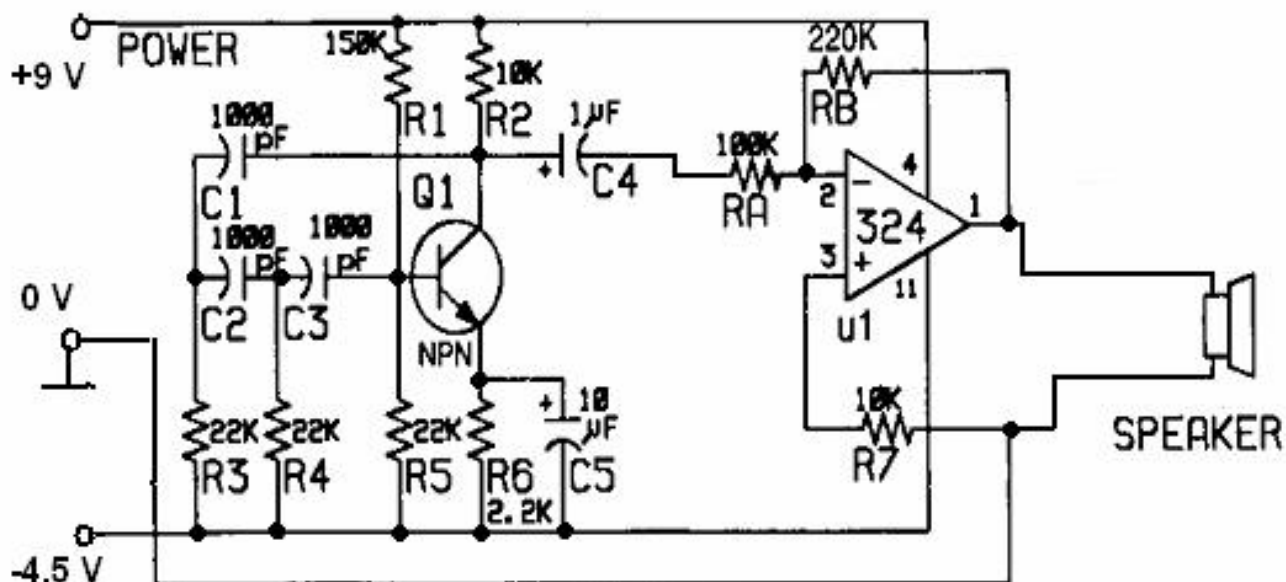 POWER
+9 V
150K
R1
10K
R2
220K
RB
1000
pF
C1
1µF
+
C4
100K
RA
Q1
4
2
−
324
1
3
+
11
u1
1000
pF
C2
1000
pF
C3
NPN
0 V
22K
R3
22K
R4
22K
R5
R6
2.2K
+
10
µF
C5
10K
R7
SPEAKER
-4.5 V